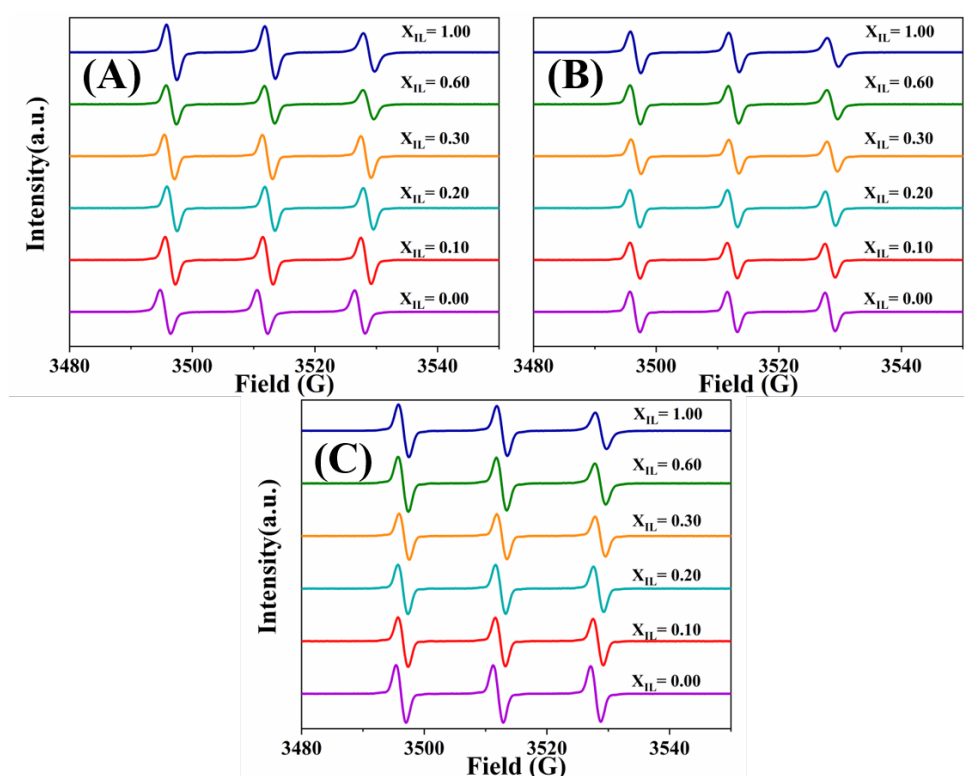 (A)
X_IL= 1.00
X_IL= 0.60
X_IL= 0.30
X_IL= 0.20
X_IL= 0.10
X_IL= 0.00
Intensity(a.u.)
3480 3500 3520 3540
Field (G)
(B)
X_IL= 1.00
X_IL= 0.60
X_IL= 0.30
X_IL= 0.20
X_IL= 0.10
X_IL= 0.00
3480 3500 3520 3540
Field (G)
(C)
X_IL= 1.00
X_IL= 0.60
X_IL= 0.30
X_IL= 0.20
X_IL= 0.10
X_IL= 0.00
Intensity(a.u.)
3480 3500 3520 3540
Field (G)